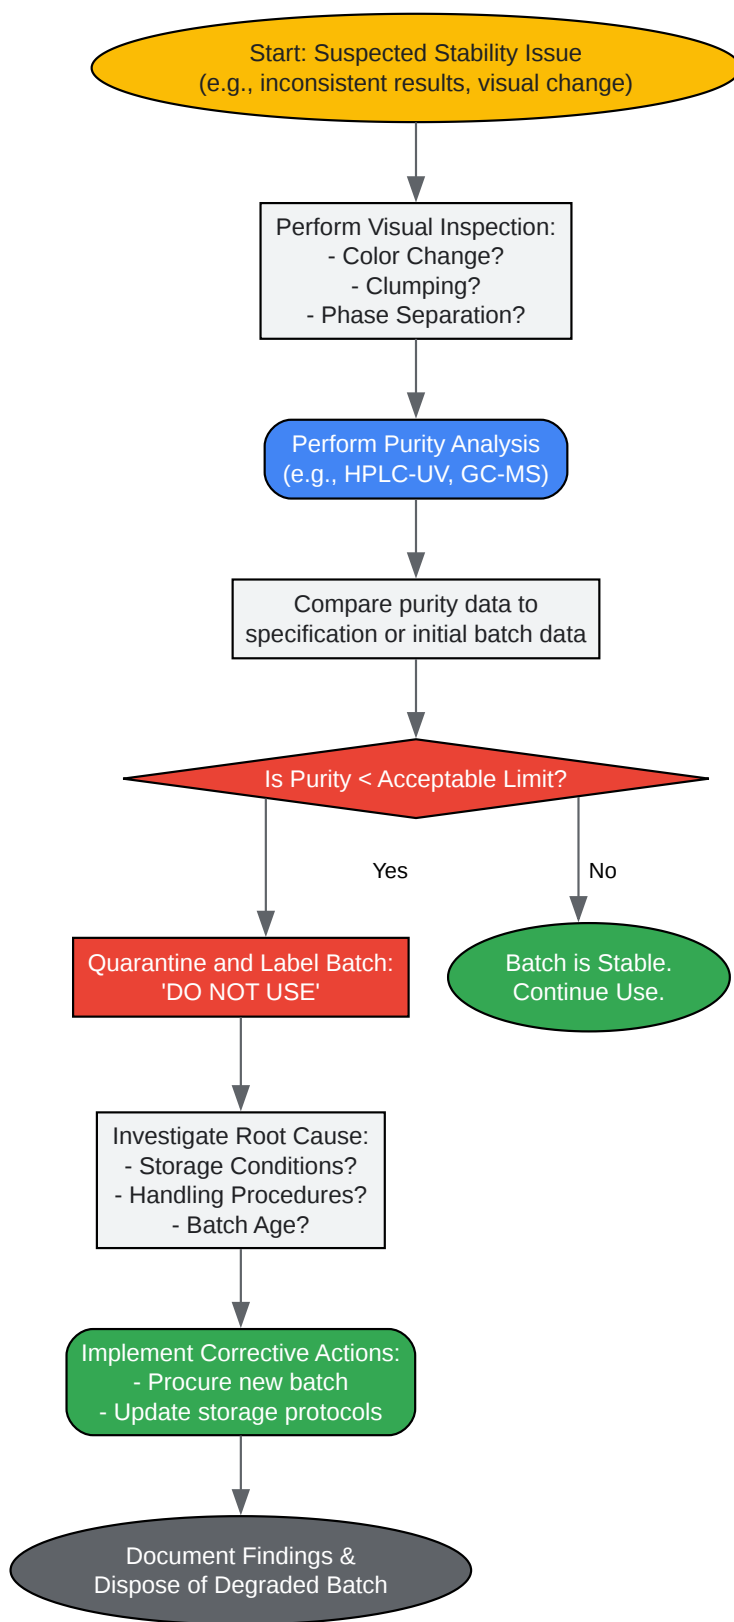 Start: Suspected Stability Issue
(e.g., inconsistent results, visual change)
Perform Visual Inspection:
- Color Change?
- Clumping?
- Phase Separation?
Perform Purity Analysis
(e.g., HPLC-UV, GC-MS)
Compare purity data to
specification or initial batch data
Is Purity < Acceptable Limit?
Yes
No
Quarantine and Label Batch:
'DO NOT USE'
Batch is Stable.
Continue Use.
Investigate Root Cause:
- Storage Conditions?
- Handling Procedures?
- Batch Age?
Implement Corrective Actions:
- Procure new batch
- Update storage protocols
Document Findings &
Dispose of Degraded Batch